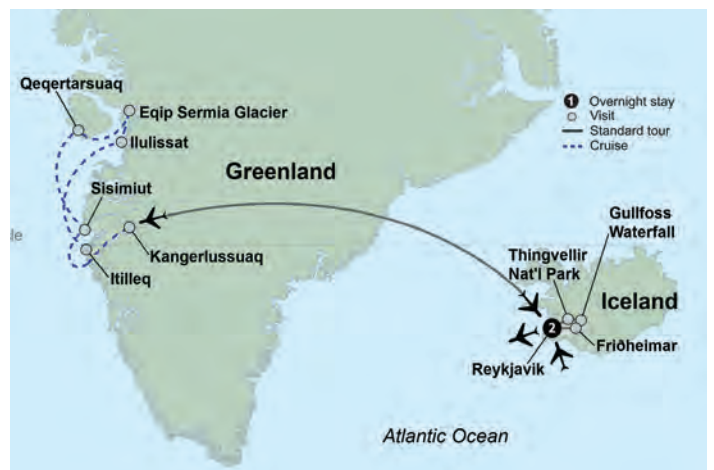 Qeqertarsuaq
Eqip Sermia Glacier
Ilulissat
Greenland
Sisimiut
Kangerlussuaq
Itilleq
1 Overnight stay
Visit
Standard tour
Cruise
Gullfoss
Waterfall
Thingvellir
Nat'l Park
Iceland
2
Friðheimar
Reykjavik
Atlantic Ocean